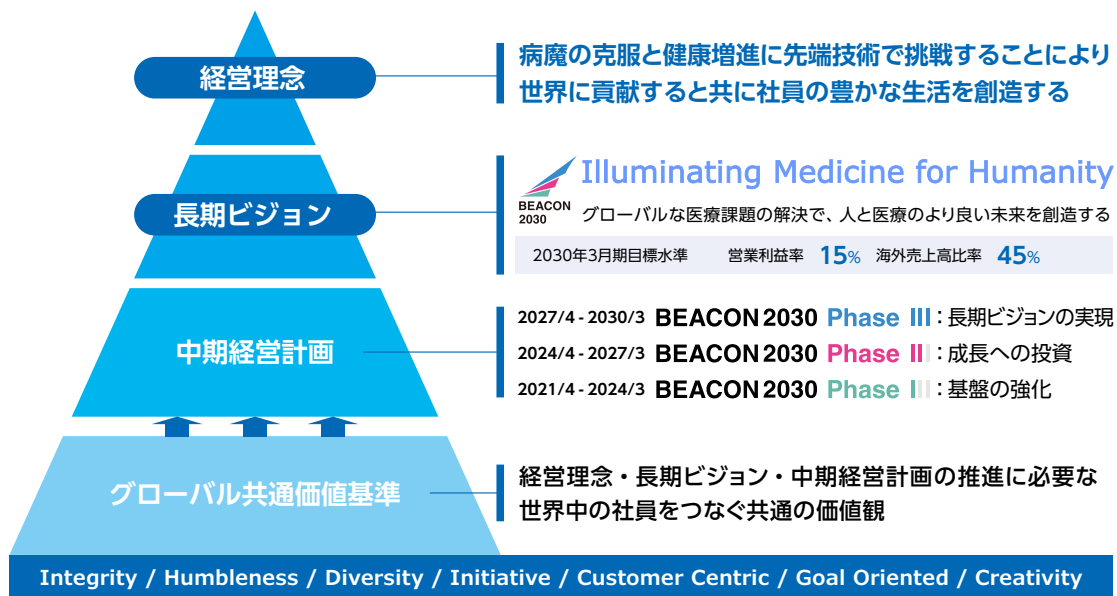 経営理念
病魔の克服と健康増進に先端技術で挑戦することにより
世界に貢献すると共に社員の豊かな生活を創造する
長期ビジョン
BEACON
2030
Illuminating Medicine for Humanity
グローバルな医療課題の解決で、人と医療のより良い未来を創造する
2030年3月期目標水準 営業利益率 15% 海外売上高比率 45%
中期経営計画
2027/4 - 2030/3 BEACON 2030 Phase III：長期ビジョンの実現
2024/4 - 2027/3 BEACON 2030 Phase II：成長への投資
2021/4 - 2024/3 BEACON 2030 Phase I：基盤の強化
グローバル共通価値基準
経営理念・長期ビジョン・中期経営計画の推進に必要な
世界中の社員をつなぐ共通の価値観
Integrity / Humbleness / Diversity / Initiative / Customer Centric / Goal Oriented / Creativity